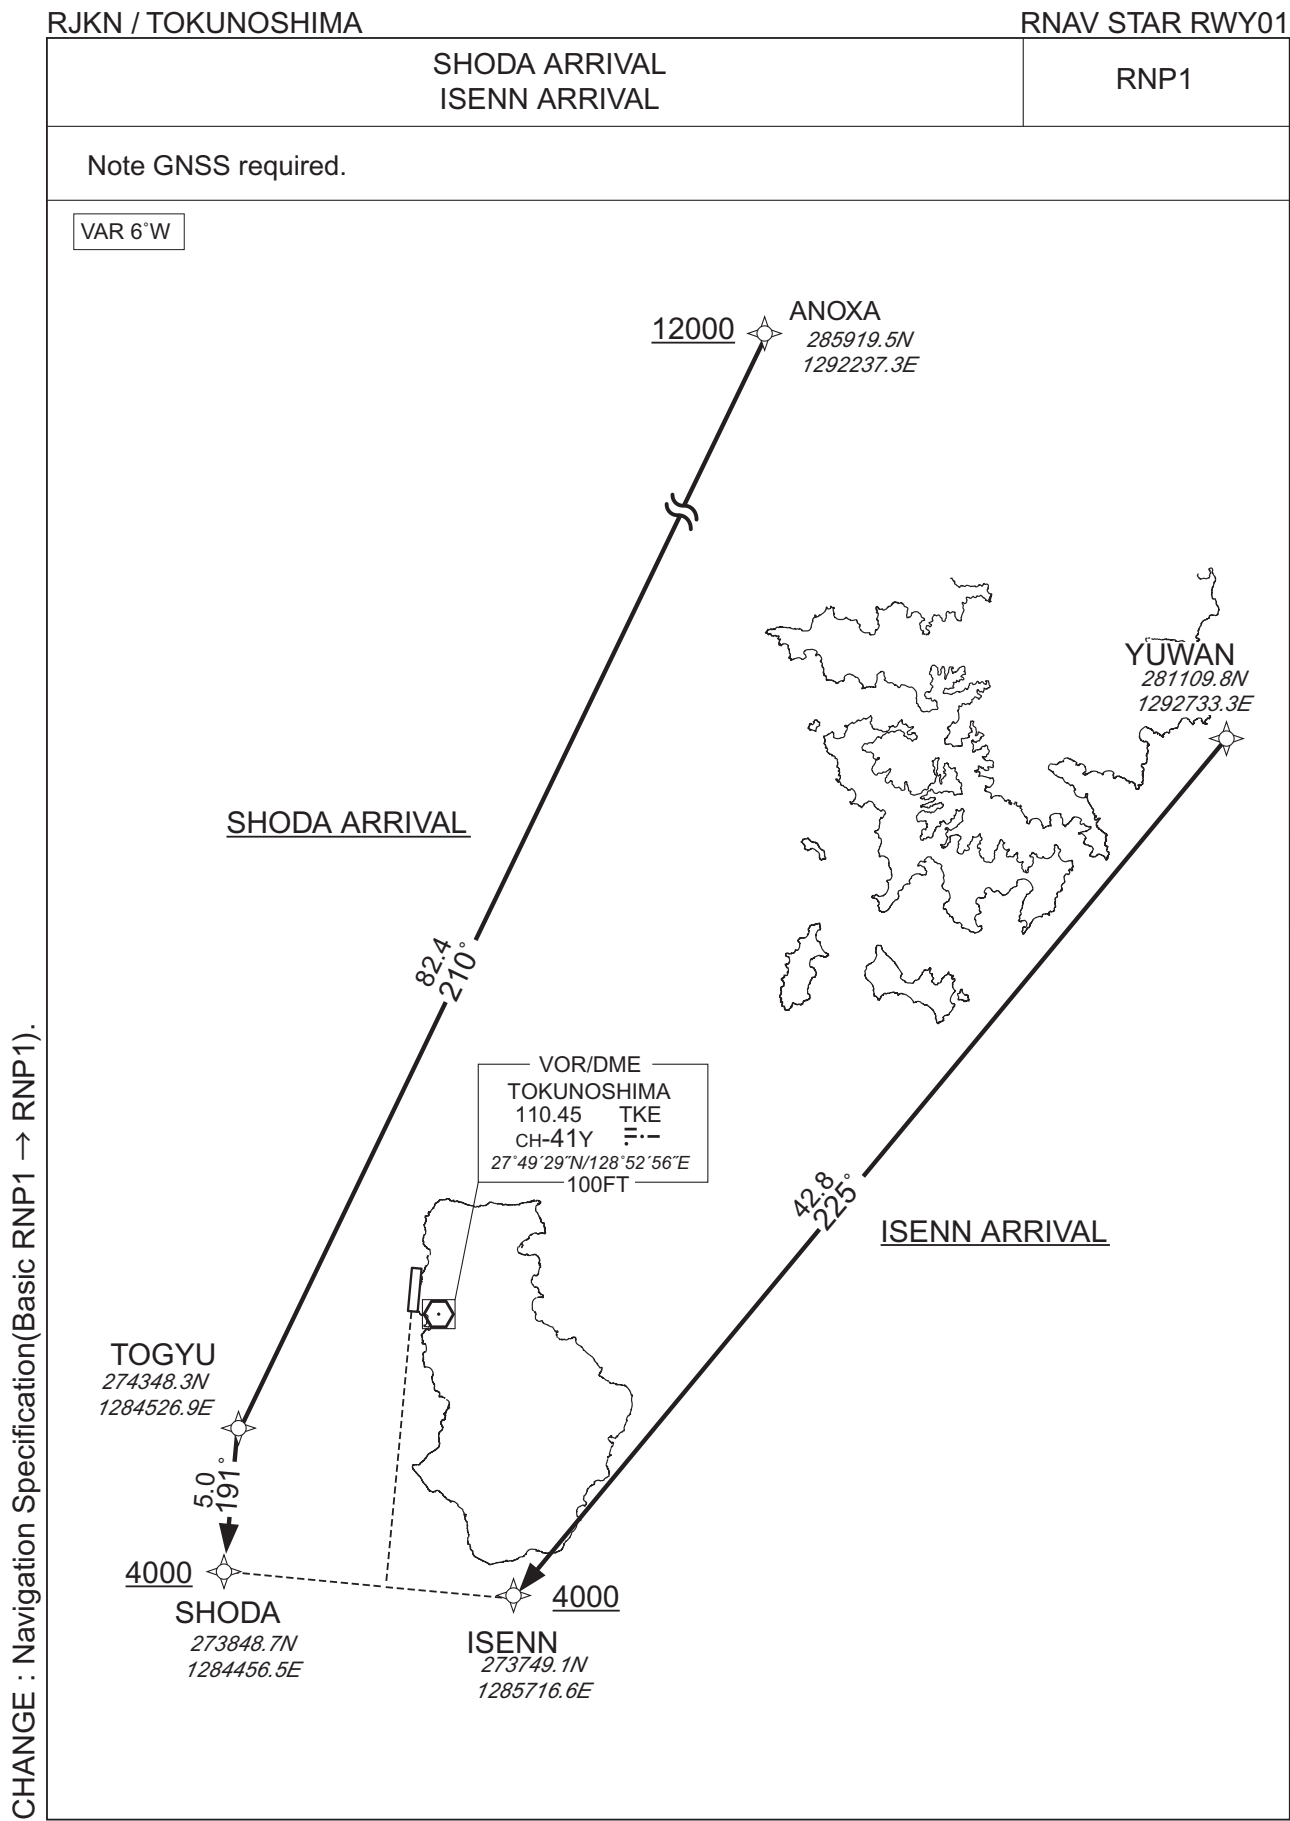 RJKN / TOKUNOSHIMA
RNAV STAR RWY01
SHODA ARRIVAL
ISENN ARRIVAL
RNP1
Note GNSS required.
VAR 6°W
12000
ANOXA
285919.5N
1292237.3E
YUWAN
281109.8N
1292733.3E
SHODA ARRIVAL
82.4
210°
VOR/DME
TOKUNOSHIMA
110.45 TKE
CH-41Y
27°49´29˝N/128°52´56˝E
100FT
42.8
225°
ISENN ARRIVAL
TOGYU
274348.3N
1284526.9E
5.0
191°
4000
SHODA
273848.7N
1284456.5E
4000
ISENN
273749.1N
1285716.6E
CHANGE : Navigation Specification(Basic RNP1 → RNP1).